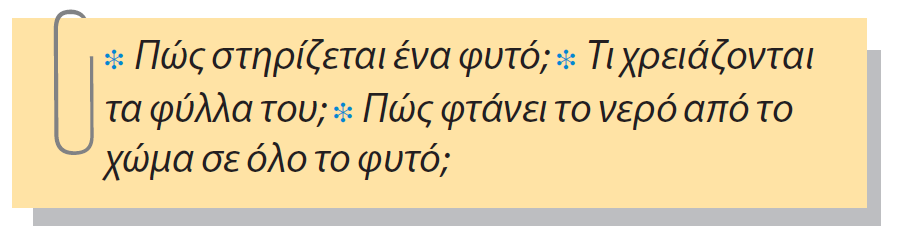 ❇ Πώς στηρίζεται ένα φυτό; ❇ Τι χρειάζονται
τα φύλλα του; ❇ Πώς φτάνει το νερό από το
χώμα σε όλο το φυτό;